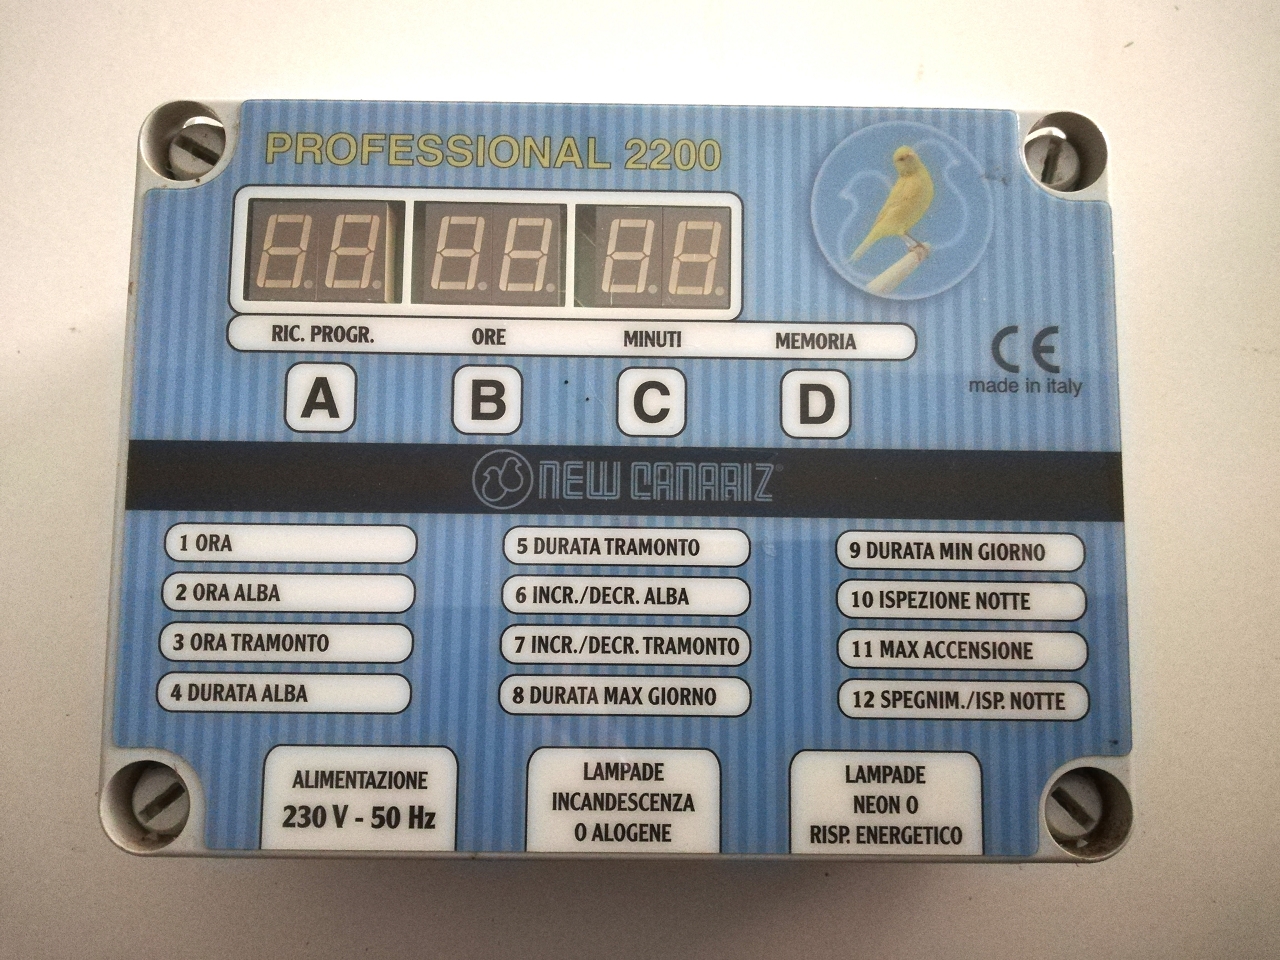 PROFESSIONAL 2200
RIC. PROGR. ORE MINUTI MEMORIA
A B C D
CE
made in italy
NEW CANARIZ
1 ORA
2 ORA ALBA
3 ORA TRAMONTO
4 DURATA ALBA
5 DURATA TRAMONTO
6 INCR./DECR. ALBA
7 INCR./DECR. TRAMONTO
8 DURATA MAX GIORNO
9 DURATA MIN GIORNO
10 ISPEZIONE NOTTE
11 MAX ACCENSIONE
12 SPEGNIM./ISP. NOTTE
ALIMENTAZIONE
230 V - 50 Hz
LAMPADE
INCANDESCENZA
O ALOGENE
LAMPADE
NEON O
RISP. ENERGETICO